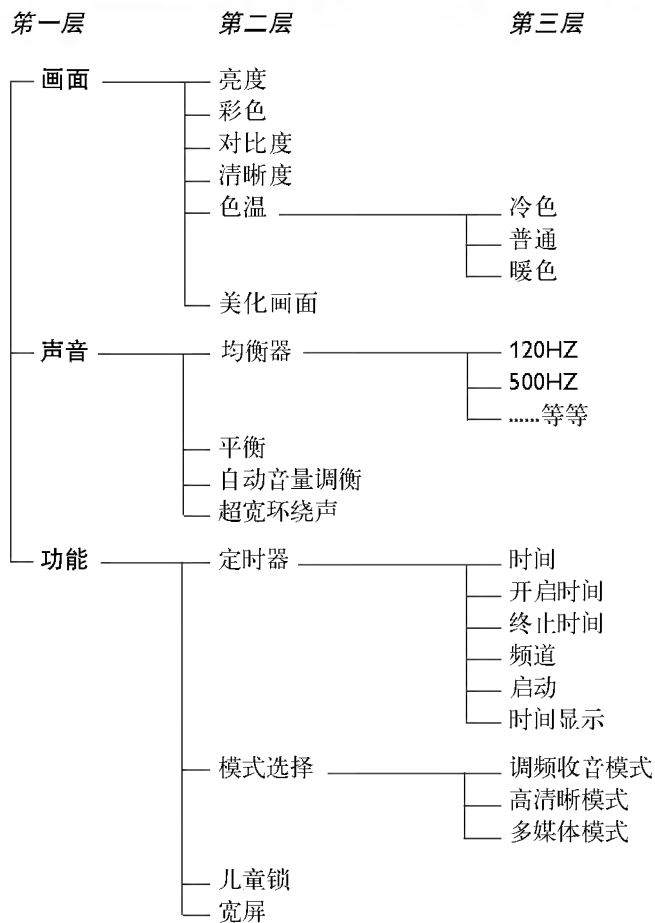 第一层 第二层 第三层
画面 亮度
彩色
对比度
清晰度
色温 冷色
普通
暖色
美化画面
声音 均衡器 120HZ
500HZ
......等等
平衡
自动音量调衡
超宽环绕声
功能 定时器 时间
开启时间
终止时间
频道
启动
时间显示
模式选择 调频收音模式
高清晰模式
多媒体模式
儿童锁
宽屏